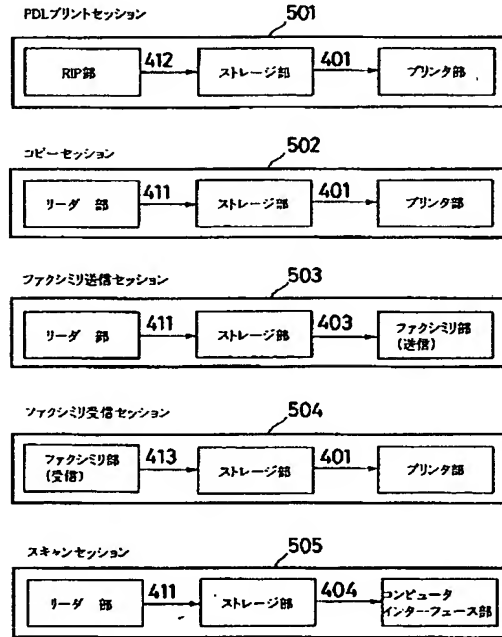 PDLプリントセッション
501
RIP部
412
ストレージ部
401
プリンタ部
コピーセッション
502
リーダ 部
411
ストレージ部
401
プリンタ部
ファクシミリ送信セッション
503
リーダ 部
411
ストレージ部
403
ファクシミリ部
(送信)
ファクシミリ受信セッション
504
ファクシミリ部
(受信)
413
ストレージ部
401
プリンタ部
スキャンセッション
505
リーダ 部
411
ストレージ部
404
コンピュータ
インターフェース部